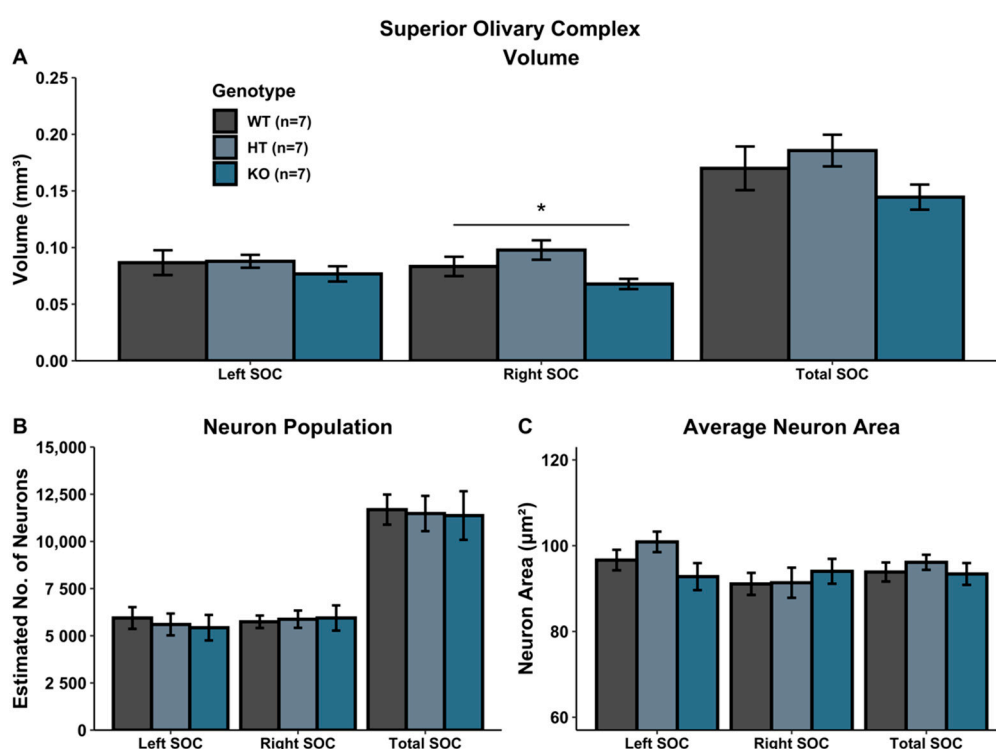 Superior Olivary Complex
A
Volume
Volume (mm³)
0.25
0.20
0.15
0.10
0.05
0.00
Genotype
WT (n=7)
HT (n=7)
KO (n=7)
*
Left SOC
Right SOC
Total SOC
B
Neuron Population
Estimated No. of Neurons
15,000
12,500
10,000
7,500
5 000
2 500
0
Left SOC
Right SOC
Total SOC
C
Average Neuron Area
Neuron Area (µm²)
120
100
80
60
Left SOC
Right SOC
Total SOC